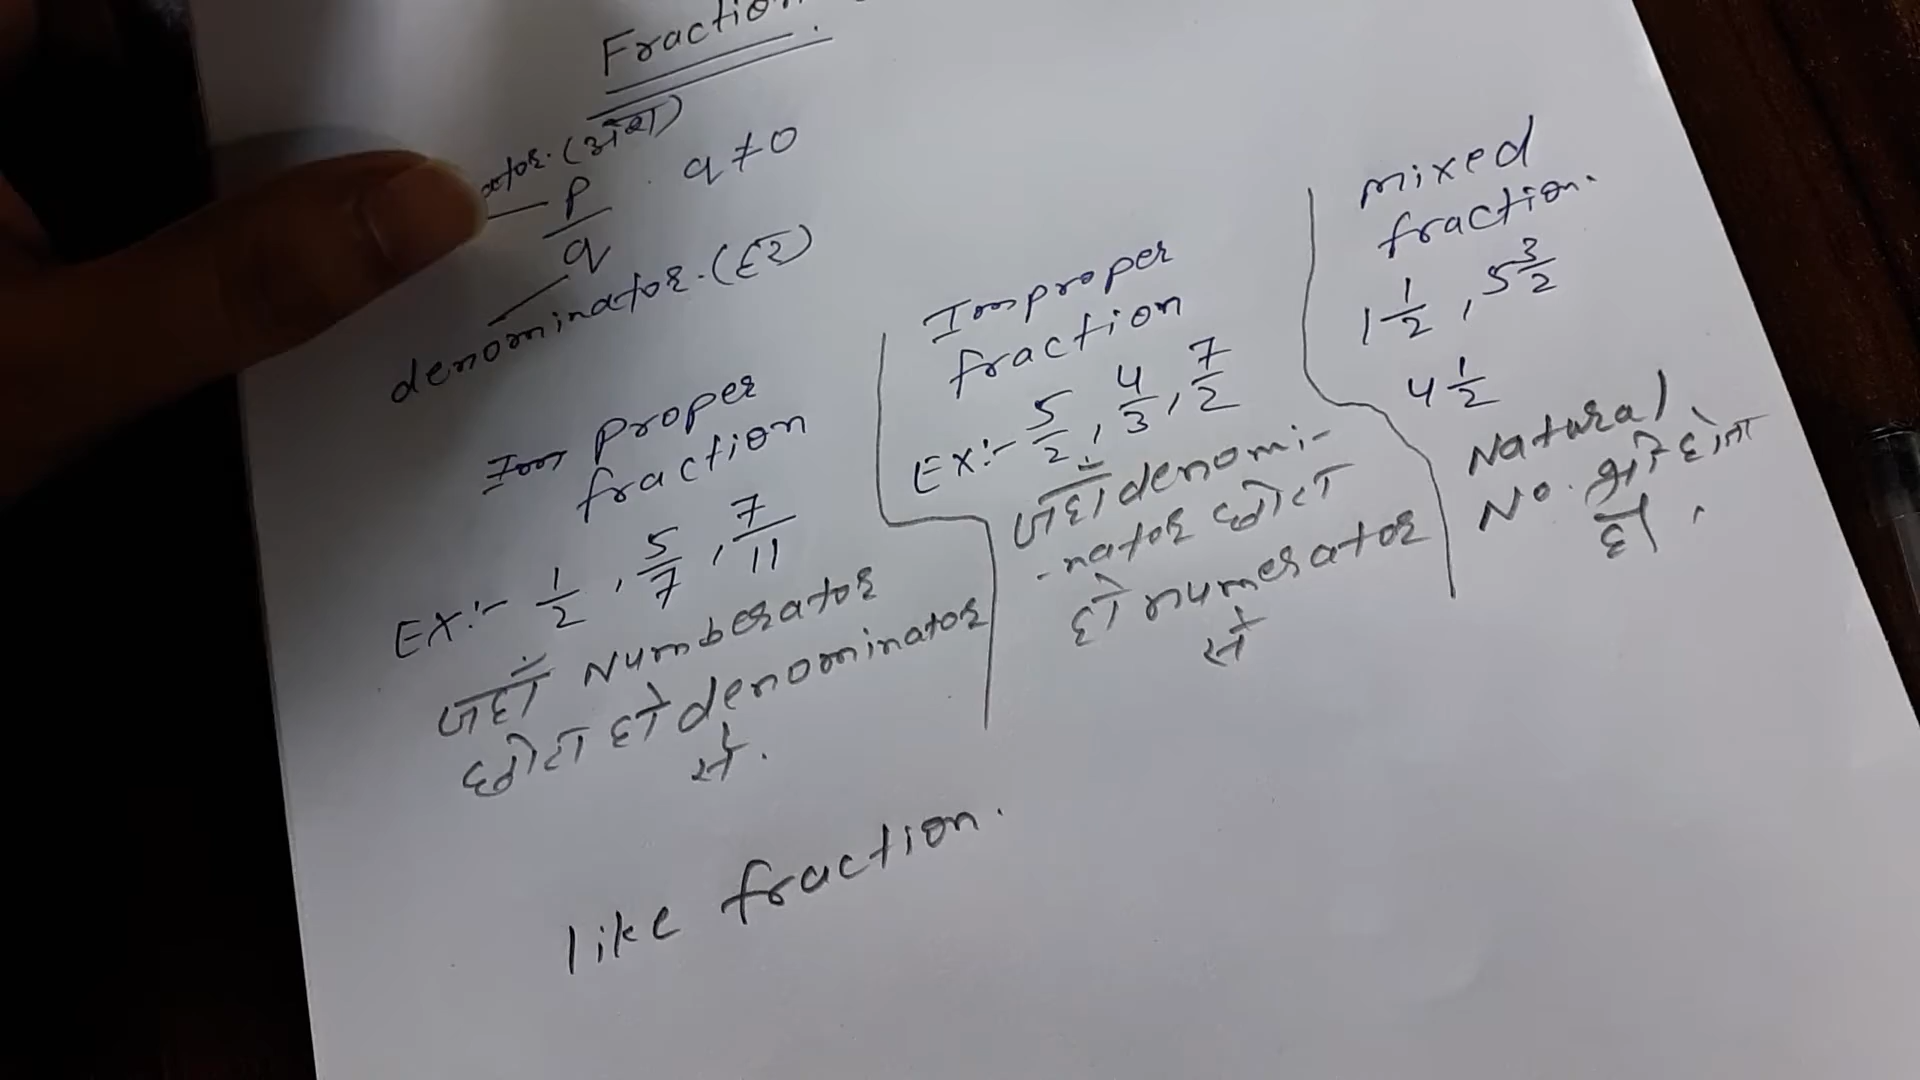 Fraction
(अंश)
p/q q≠0
denominator.(हर)
proper
fraction
Ex:- 1/2, 5/7, 7/11
जहाँ Numberator
छोटा हो denominator
से.
Improper
fraction
Ex:- 5/2, 4/3, 7/2
जहाँ denomi-
-nator छोटा
हो numerator
से
mixed
fraction.
1 1/2, 5 3/2
4 1/2
Natural
No. भी होता
हो
like fraction.